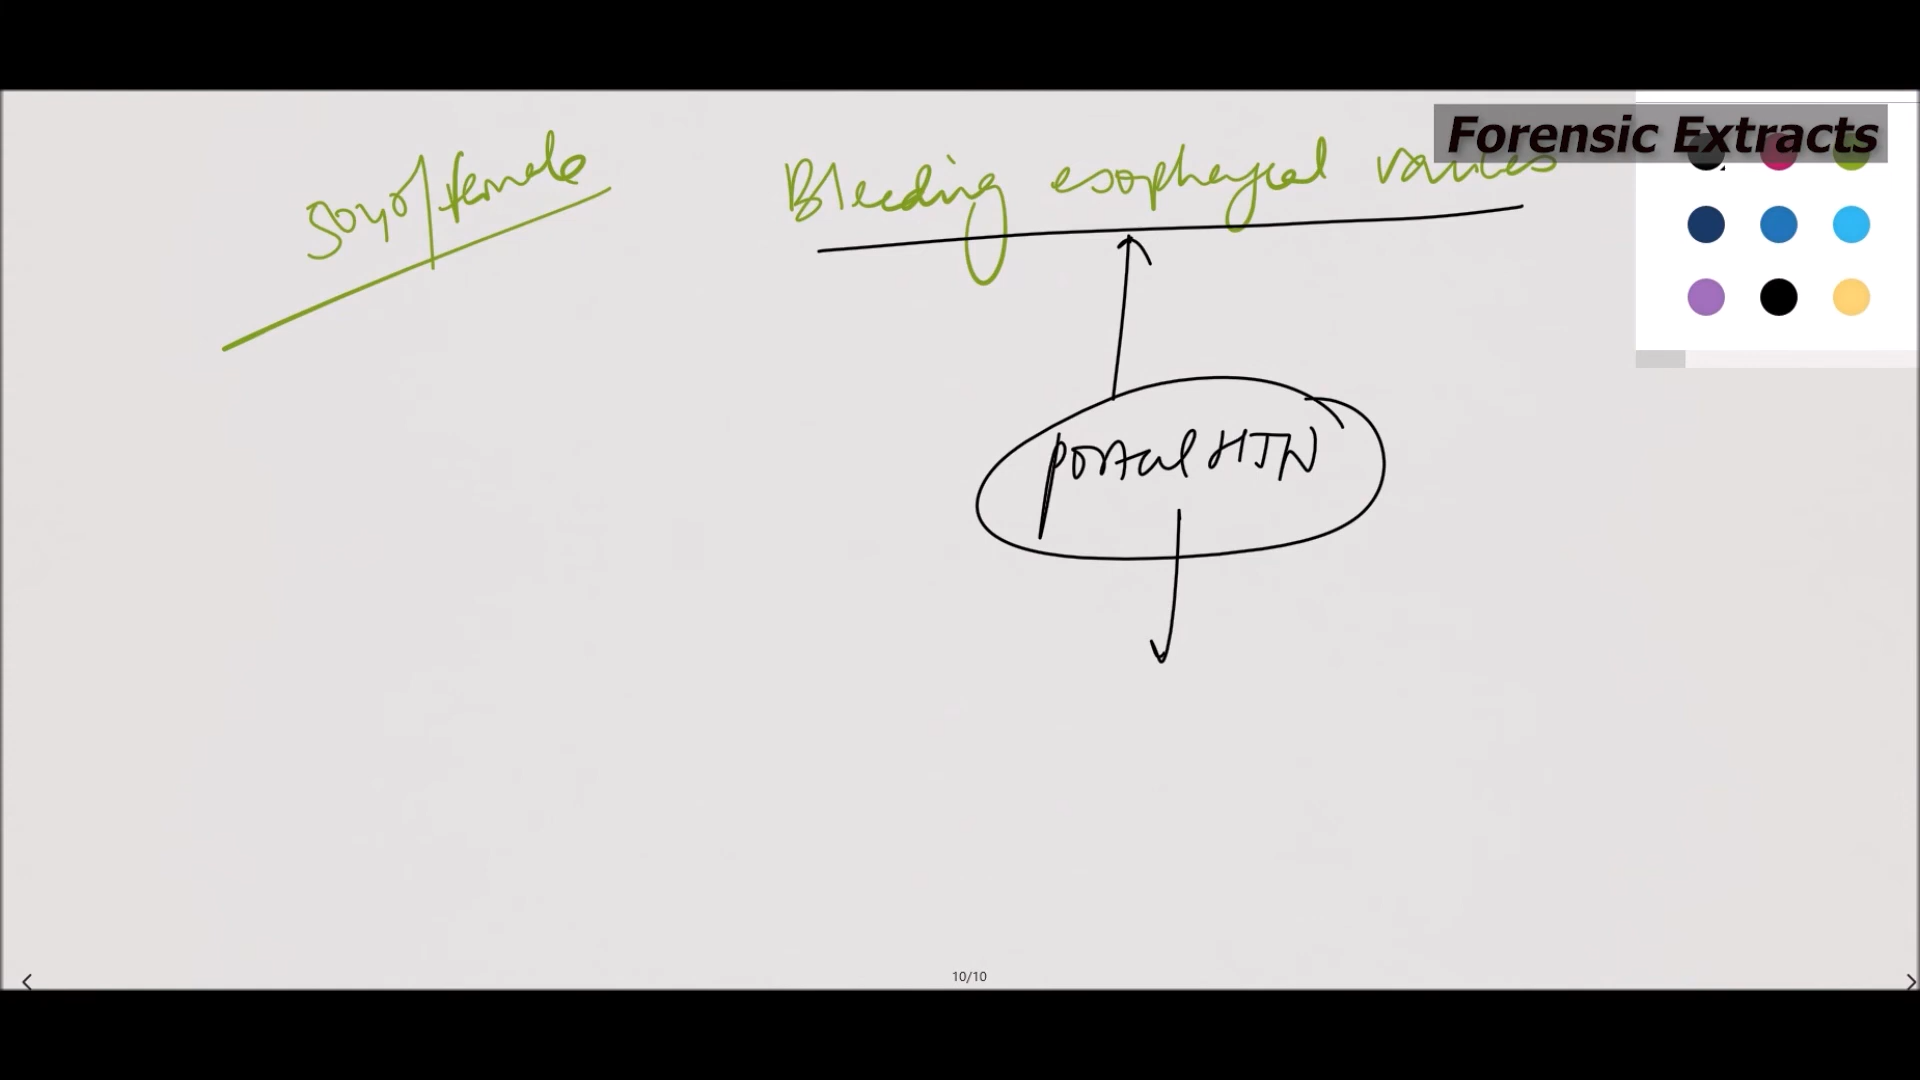 Forensic Extracts
50yo/female
Bleeding esophageal varices
portal HTN
10/10